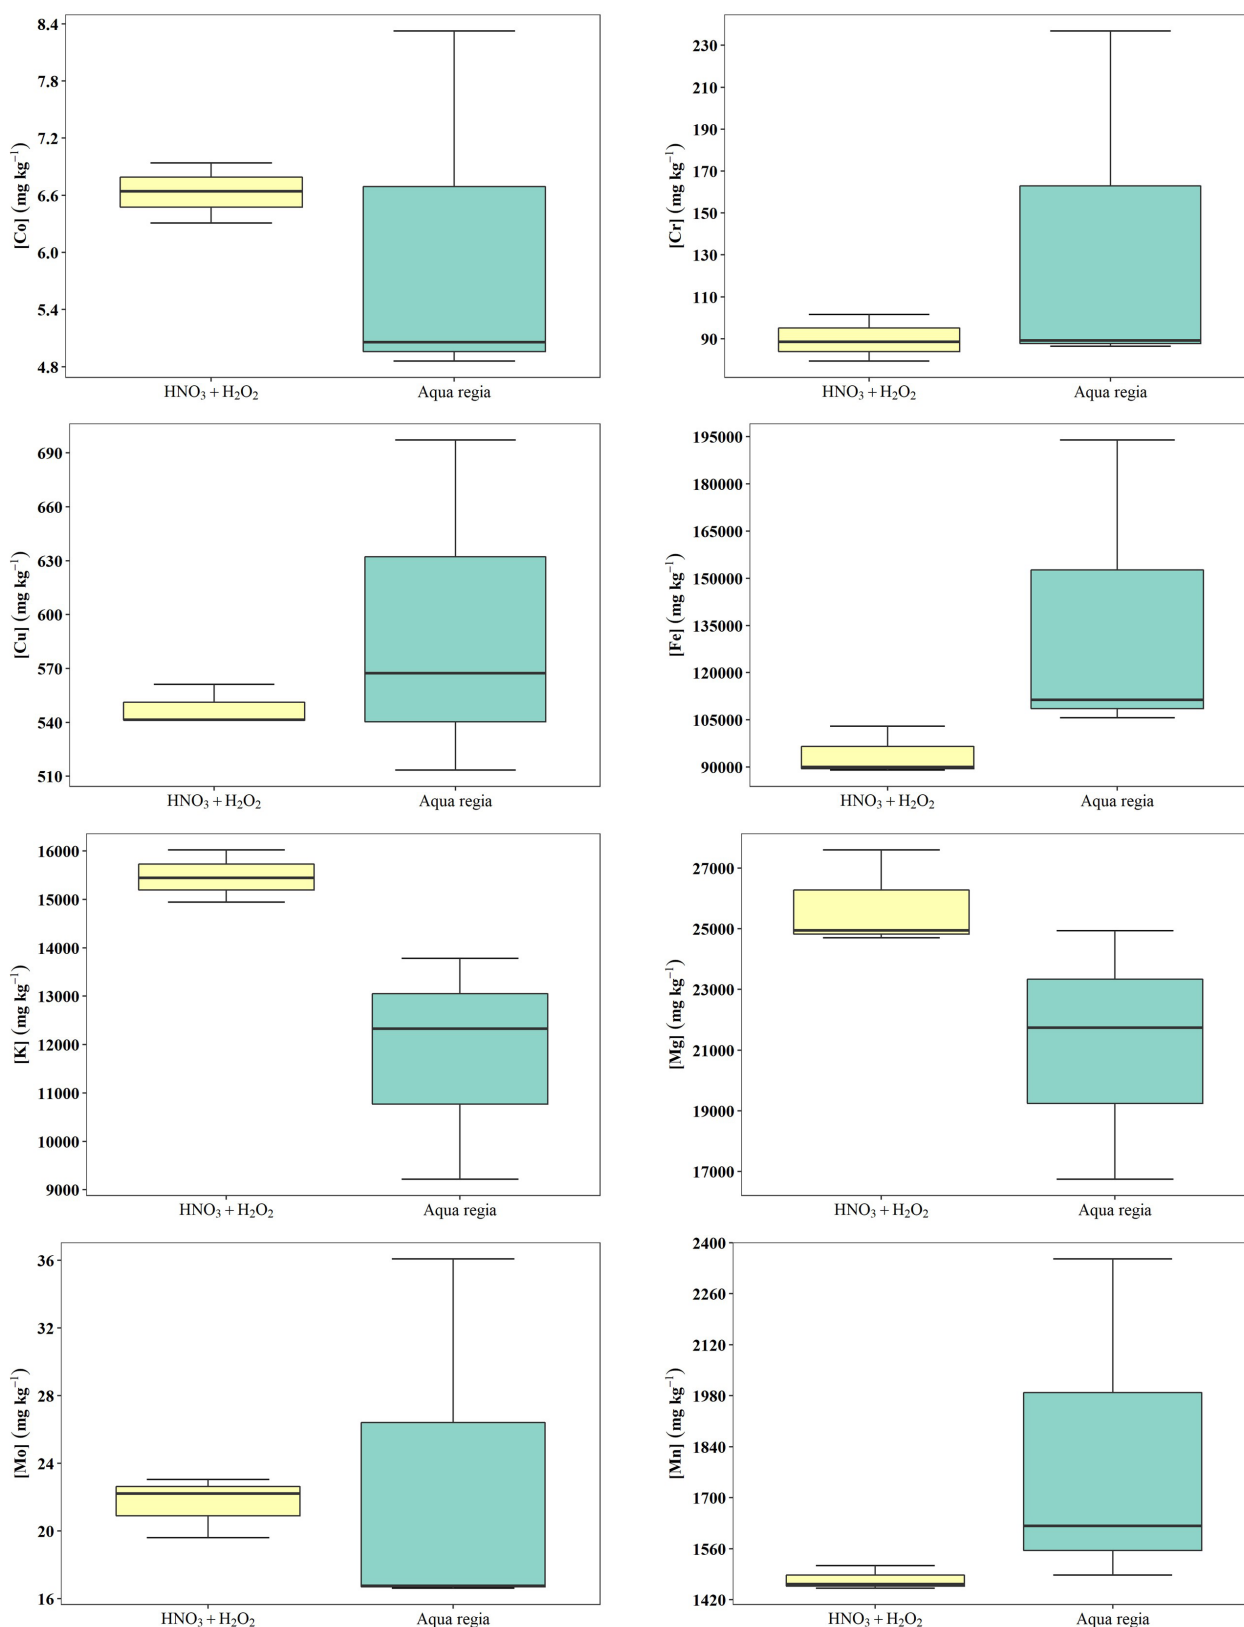 [Co] (mg kg⁻¹)
8.4
7.8
7.2
6.6
6.0
5.4
4.8
HNO₃ + H₂O₂
Aqua regia
[Cr] (mg kg⁻¹)
230
210
190
170
150
130
110
90
HNO₃ + H₂O₂
Aqua regia
[Cu] (mg kg⁻¹)
690
660
630
600
570
540
510
HNO₃ + H₂O₂
Aqua regia
[Fe] (mg kg⁻¹)
195000
180000
165000
150000
135000
120000
105000
90000
HNO₃ + H₂O₂
Aqua regia
[K] (mg kg⁻¹)
16000
15000
14000
13000
12000
11000
10000
9000
HNO₃ + H₂O₂
Aqua regia
[Mg] (mg kg⁻¹)
27000
25000
23000
21000
19000
17000
HNO₃ + H₂O₂
Aqua regia
[Mo] (mg kg⁻¹)
36
32
28
24
20
16
HNO₃ + H₂O₂
Aqua regia
[Mn] (mg kg⁻¹)
2400
2260
2120
1980
1840
1700
1560
1420
HNO₃ + H₂O₂
Aqua regia